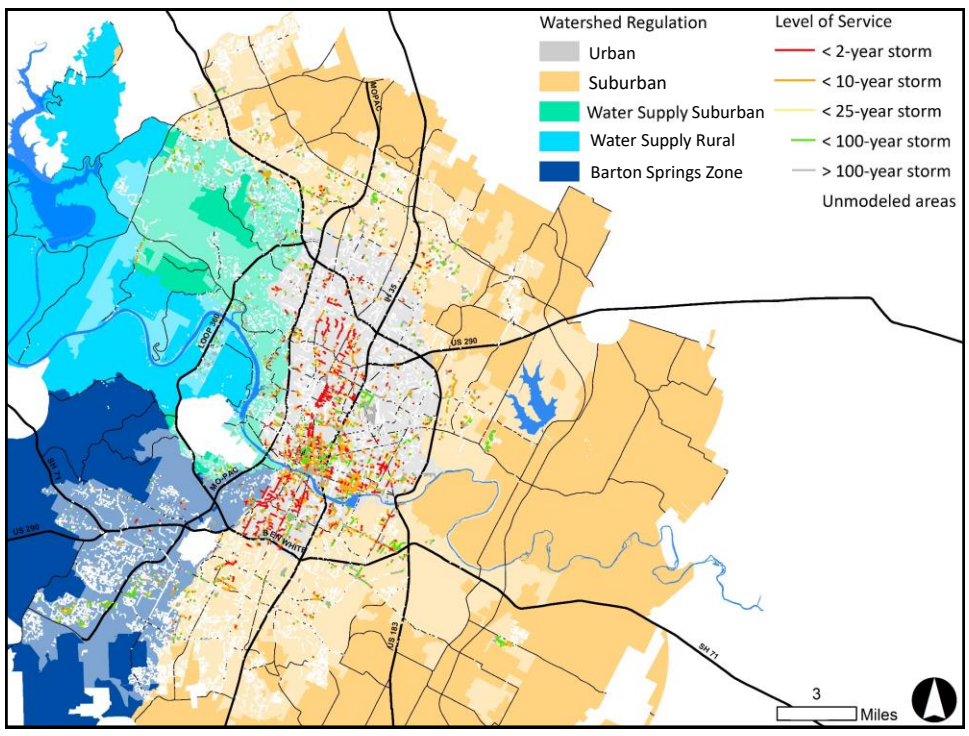 Watershed Regulation
Urban
Suburban
Water Supply Suburban
Water Supply Rural
Barton Springs Zone
Level of Service
< 2-year storm
< 10-year storm
< 25-year storm
< 100-year storm
> 100-year storm
Unmodeled areas
MOPAC
IH 35
LOOP 360
US 290
SH 71
MO-PAC
US 290
BEN WHITE
US 183
SH 71
3
Miles